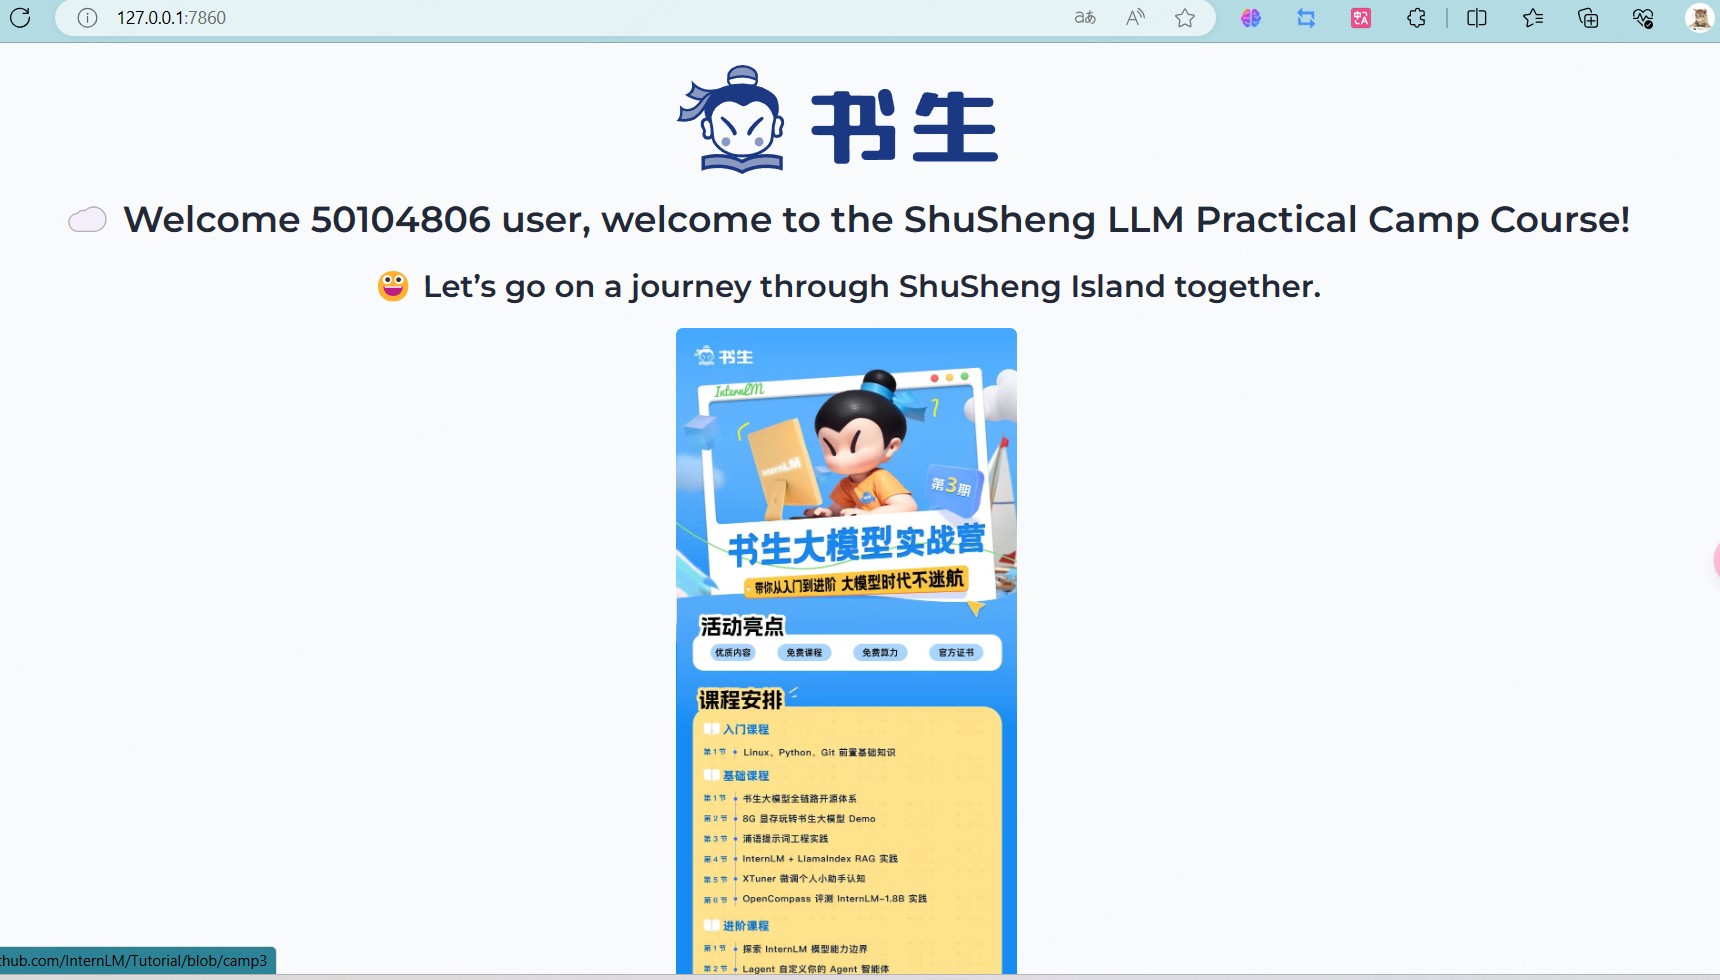 127.0.0.1:7860
书生
Welcome 50104806 user, welcome to the ShuSheng LLM Practical Camp Course!
Let’s go on a journey through ShuSheng Island together.
书生
InternLM
InternLM
第3期
书生大模型实战营
带你从入门到进阶 大模型时代不迷航
活动亮点
优质内容 免费课程 免费算力 官方证书
课程安排
入门课程
第1节 Linux、Python、Git 前置基础知识
基础课程
第1节 书生大模型全链路开源体系
第2节 8G 显存玩转书生大模型 Demo
第3节 浦语提示词工程实践
第4节 InternLM + LlamaIndex RAG 实践
第5节 XTuner 微调个人小助手认知
第6节 OpenCompass 评测 InternLM-1.8B 实践
进阶课程
第1节 探索 InternLM 模型能力边界
第2节 Lagent 自定义你的 Agent 智能体
thub.com/InternLM/Tutorial/blob/camp3